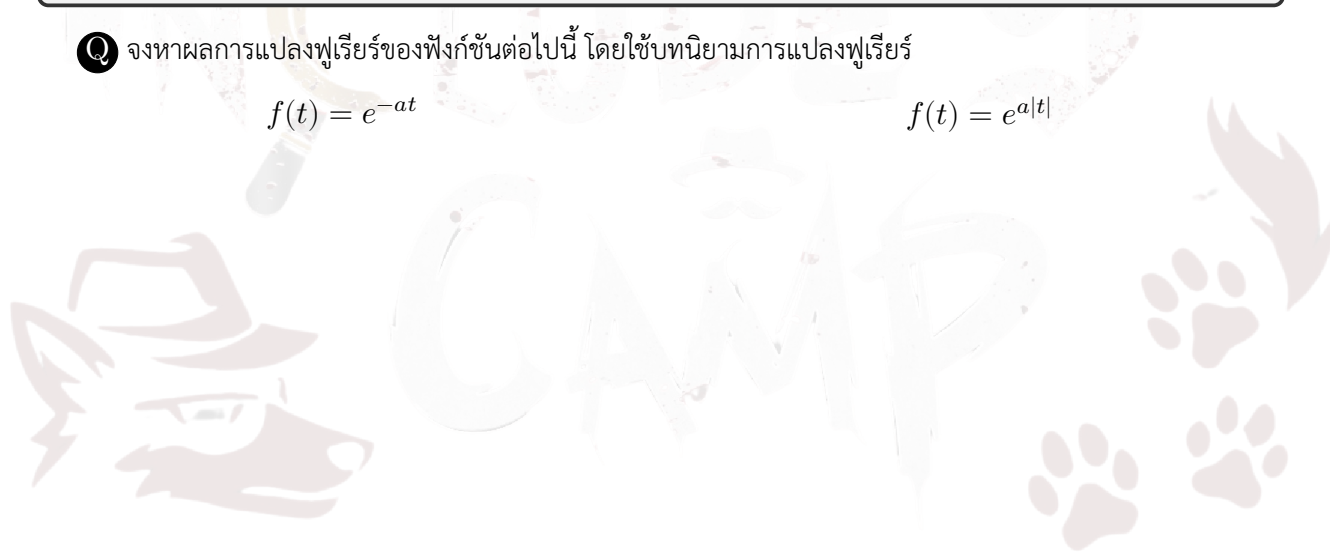 Q จงหาผลการแปลงฟูเรียร์ของฟังก์ชันต่อไปนี้ โดยใช้บทนิยามการแปลงฟูเรียร์
f(t) = e^{-at} f(t) = e^{a|t|}
CAMP